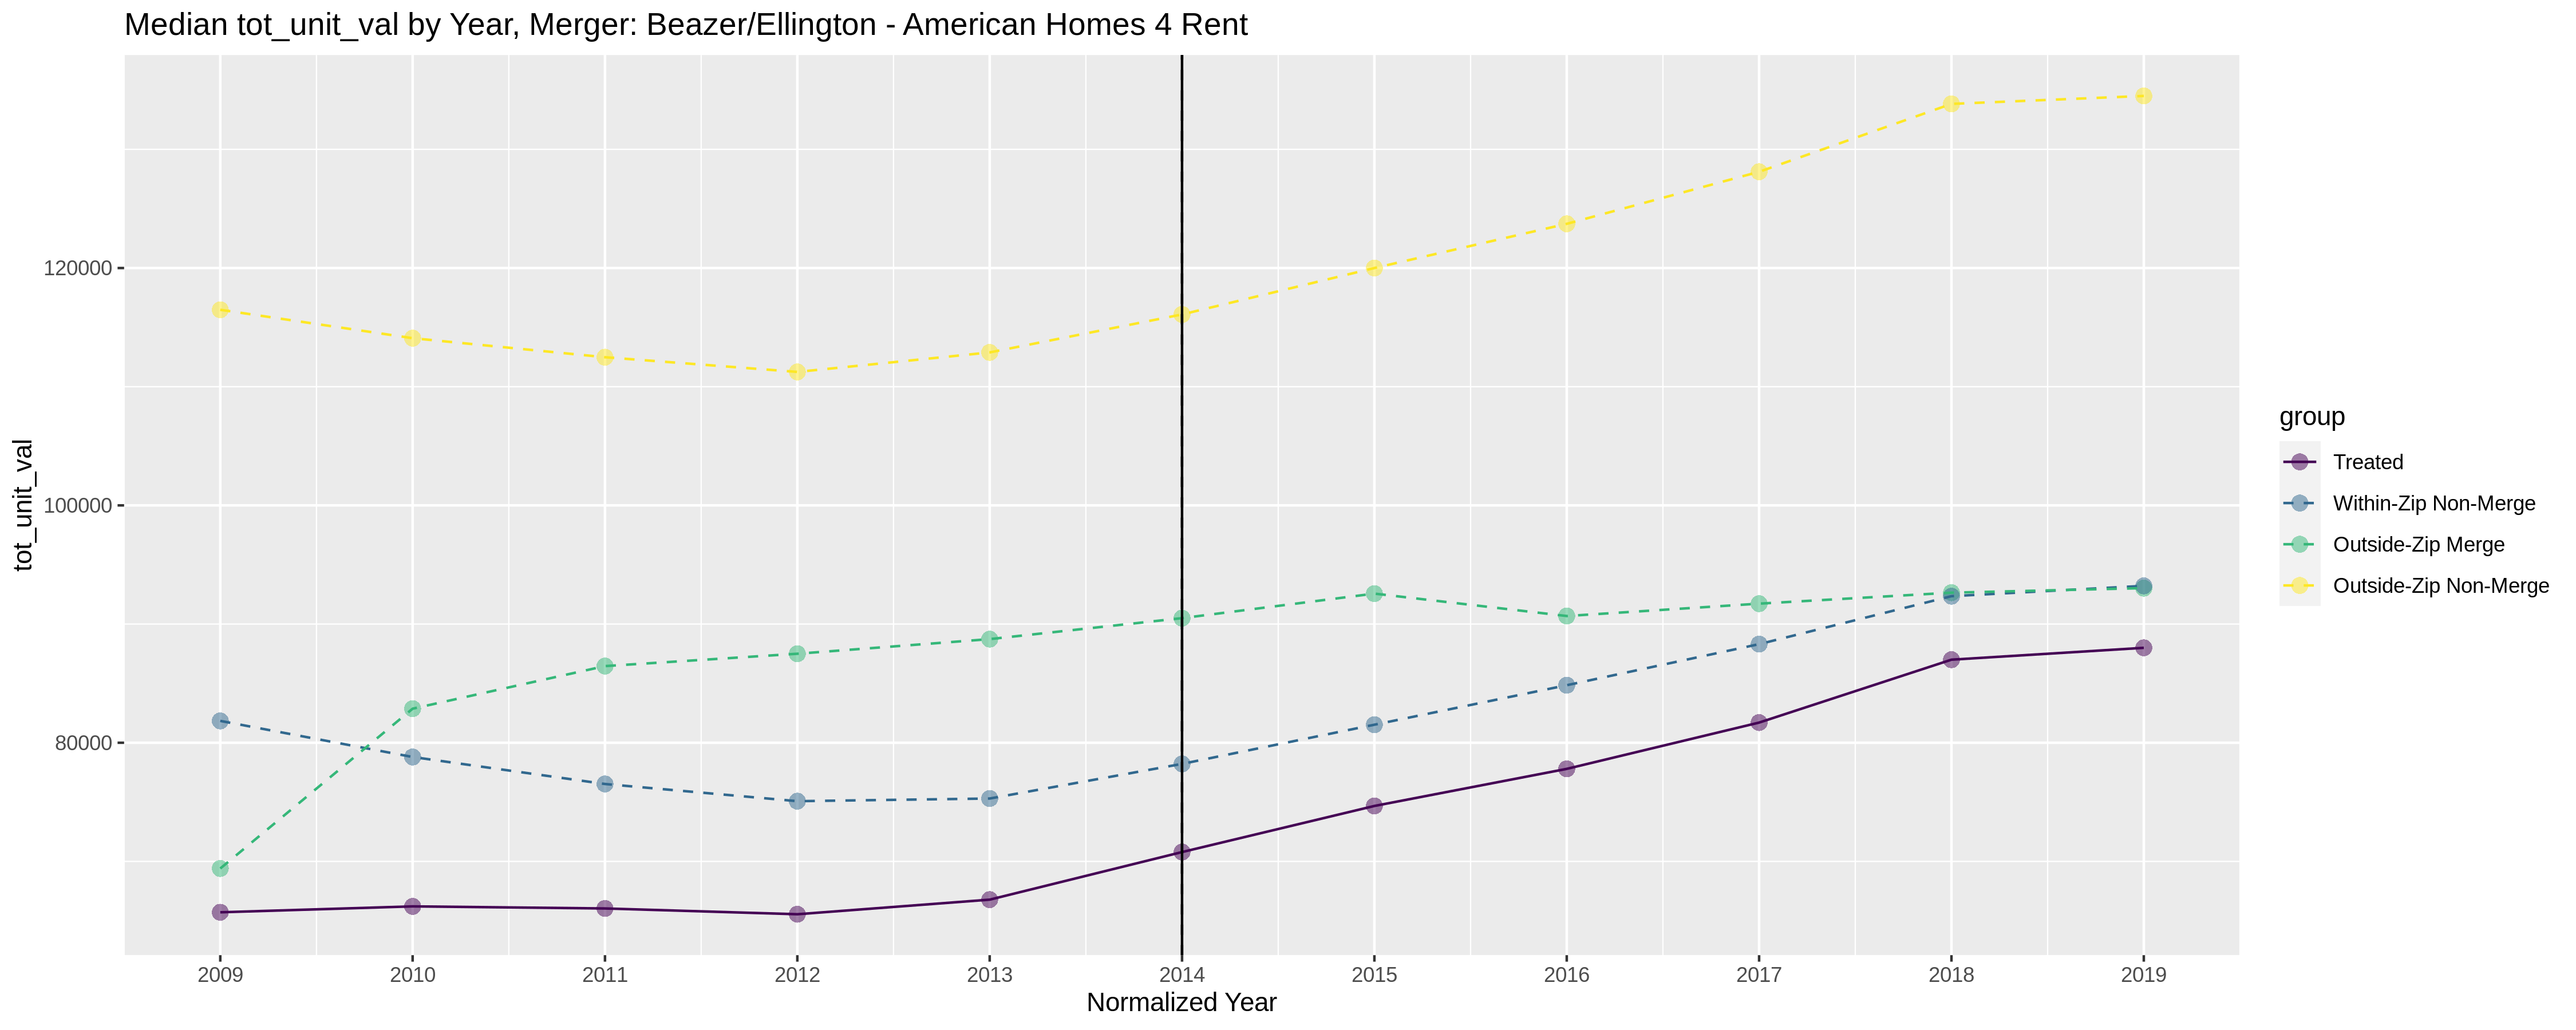 Median tot_unit_val by Year, Merger: Beazer/Ellington - American Homes 4 Rent
tot_unit_val
120000
100000
80000
2009 2010 2011 2012 2013 2014 2015 2016 2017 2018 2019
Normalized Year
group
Treated
Within-Zip Non-Merge
Outside-Zip Merge
Outside-Zip Non-Merge